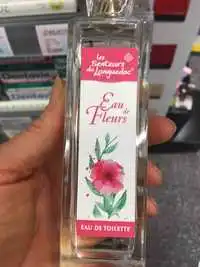 Les
Senteurs
du Languedoc
Eau
de
Fleurs
EAU DE TOILETTE